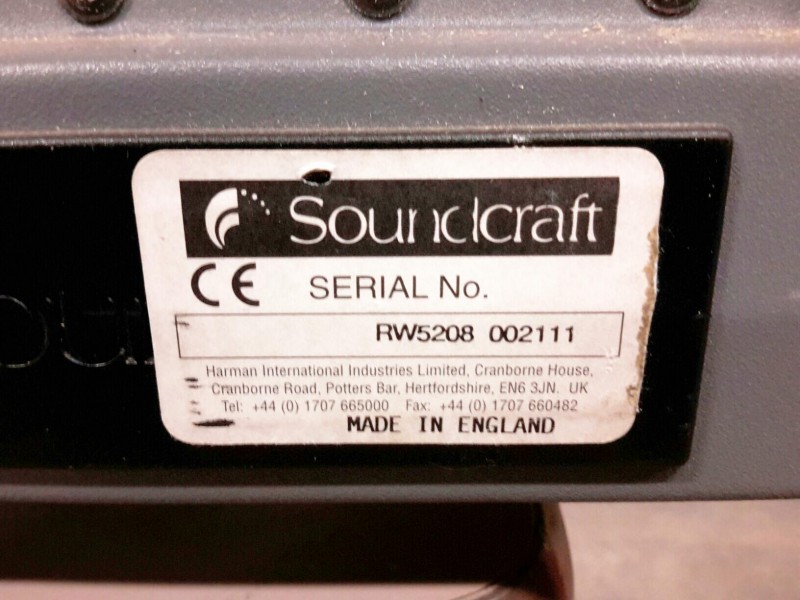 Soundcraft
CE SERIAL No.
RW5208 002111
Harman International Industries Limited, Cranborne House,
Cranborne Road, Potters Bar, Hertfordshire, EN6 3JN. UK
Tel: +44 (0) 1707 665000 Fax: +44 (0) 1707 660482
MADE IN ENGLAND